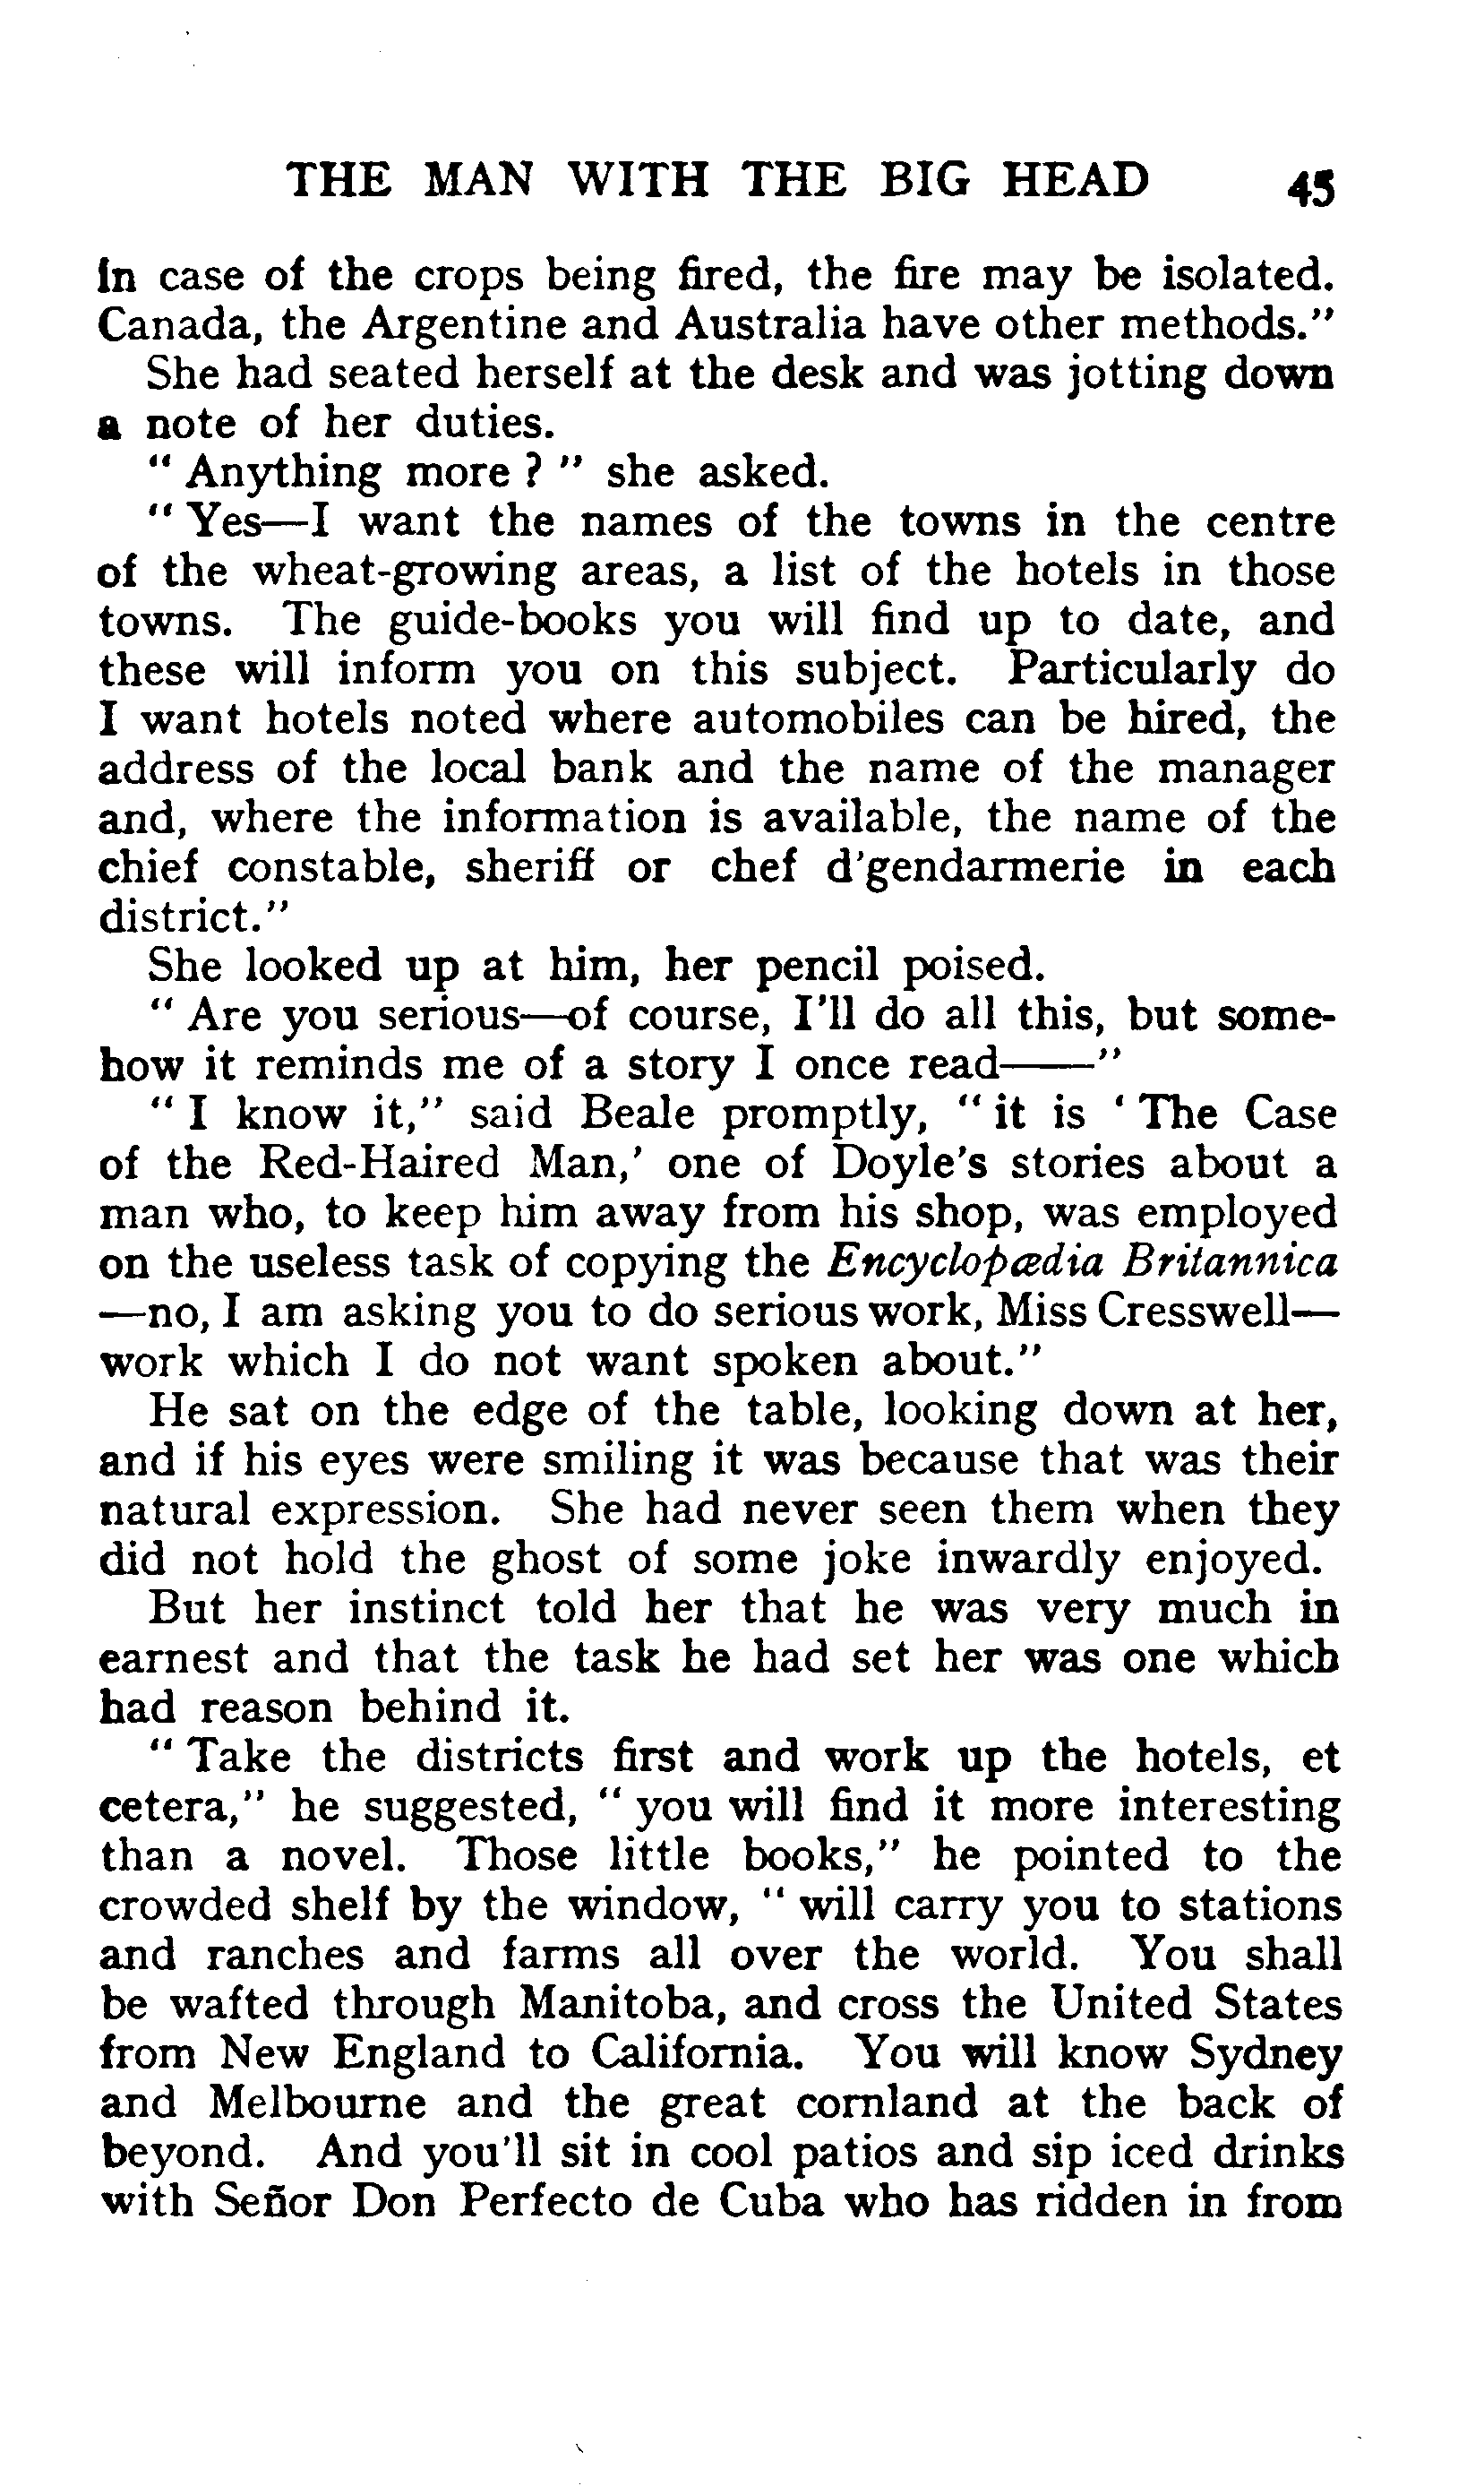 THE MAN WITH THE BIG HEAD 45
in case of the crops being fired, the fire may be isolated.
Canada, the Argentine and Australia have other methods."
She had seated herself at the desk and was jotting down
a note of her duties.
" Anything more ? " she asked.
" Yes—I want the names of the towns in the centre
of the wheat-growing areas, a list of the hotels in those
towns. The guide-books you will find up to date, and
these will inform you on this subject. Particularly do
I want hotels noted where automobiles can be hired, the
address of the local bank and the name of the manager
and, where the information is available, the name of the
chief constable, sheriff or chef d'gendarmerie in each
district."
She looked up at him, her pencil poised.
" Are you serious—of course, I'll do all this, but some-
how it reminds me of a story I once read——"
" I know it," said Beale promptly, " it is ' The Case
of the Red-Haired Man,' one of Doyle's stories about a
man who, to keep him away from his shop, was employed
on the useless task of copying the Encyclopædia Britannica
—no, I am asking you to do serious work, Miss Cresswell—
work which I do not want spoken about."
He sat on the edge of the table, looking down at her,
and if his eyes were smiling it was because that was their
natural expression. She had never seen them when they
did not hold the ghost of some joke inwardly enjoyed.
But her instinct told her that he was very much in
earnest and that the task he had set her was one which
had reason behind it.
" Take the districts first and work up the hotels, et
cetera," he suggested, " you will find it more interesting
than a novel. Those little books," he pointed to the
crowded shelf by the window, " will carry you to stations
and ranches and farms all over the world. You shall
be wafted through Manitoba, and cross the United States
from New England to California. You will know Sydney
and Melbourne and the great cornland at the back of
beyond. And you'll sit in cool patios and sip iced drinks
with Señor Don Perfecto de Cuba who has ridden in from